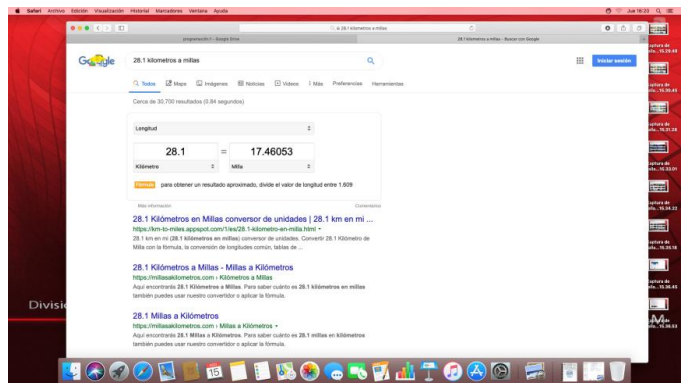 Safari Archivo Edición Visualización Historial Marcadores Ventana Ayuda
Jue 16:23
28.1 kilometros a millas
programación 1 - Google Drive
28.1 kilometros a millas - Buscar con Google
Google
28.1 kilometros a millas
Iniciar sesión
Todos Maps Imágenes Noticias Videos Más Preferencias Herramientas
Cerca de 30,700 resultados (0.84 segundos)
Longitud
28.1 = 17.46053
Kilómetro Milla
Fórmula para obtener un resultado aproximado, divide el valor de longitud entre 1.609
Más información
Comentarios
28.1 Kilómetros en Millas conversor de unidades | 28.1 km en mi ...
https://km-to-miles.appspot.com/1/es/28.1-kilometro-en-milla.html
28.1 km en mi (28.1 kilómetros en millas) conversor de unidades. Convertir 28.1 Kilómetro de
Milla con la fórmula, la conversión de longitudes común, tablas de ...
28.1 Kilómetros a Millas - Millas a Kilómetros
https://millasakilometros.com › Kilómetros a Millas
Aquí encontrarás 28.1 Kilómetros a Millas. Para saber cuánto es 28.1 kilómetros en millas
también puedes usar nuestro convertidor o aplicar la fórmula.
28.1 Millas a Kilómetros
https://millasakilometros.com › Millas a Kilómetros
Aquí encontrarás 28.1 Millas a Kilómetros. Para saber cuánto es 28.1 millas en kilómetros
también puedes usar nuestro convertidor o aplicar la fórmula.
Divisi
15